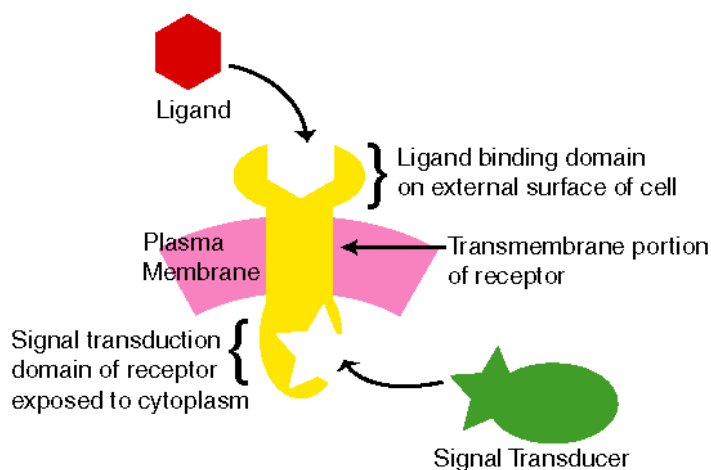 Ligand
Ligand binding domain
on external surface of cell
Plasma
Membrane
Transmembrane portion
of receptor
Signal transduction
domain of receptor
exposed to cytoplasm
Signal Transducer